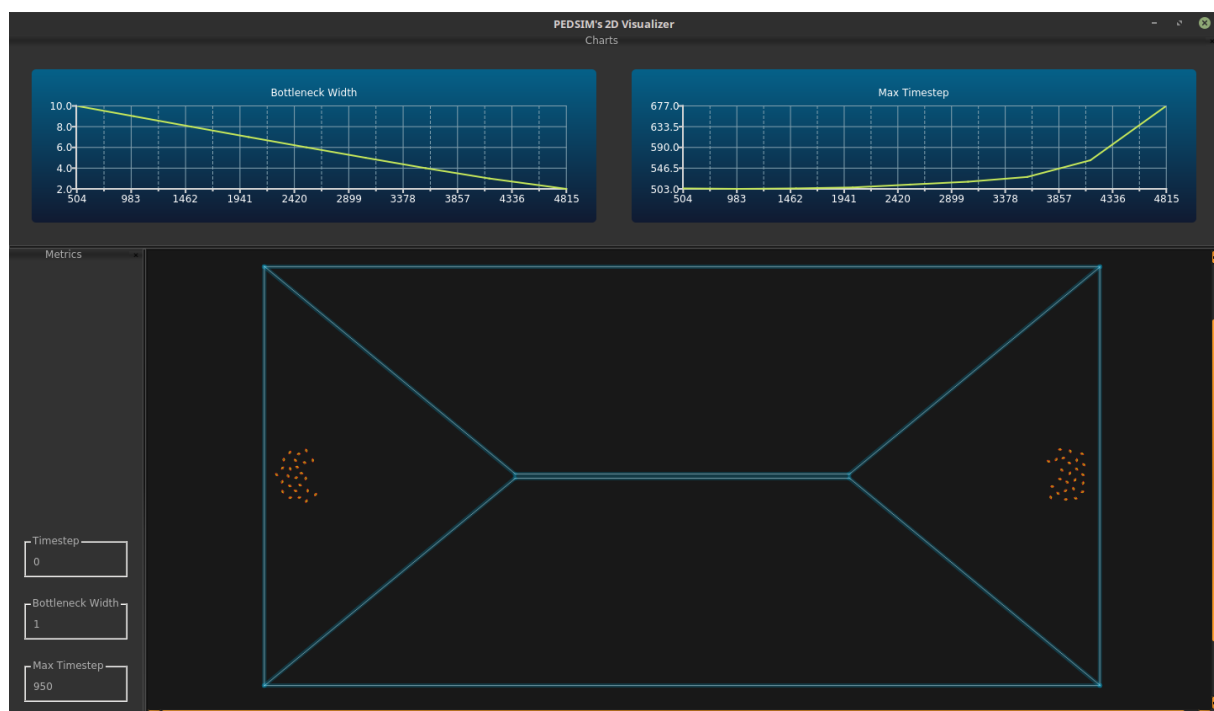 PEDSIM's 2D Visualizer
Charts
Bottleneck Width
10.0
8.0
6.0
4.0
2.0
504 983 1462 1941 2420 2899 3378 3857 4336 4815
Max Timestep
677.0
633.5
590.0
546.5
503.0
504 983 1462 1941 2420 2899 3378 3857 4336 4815
Metrics
Timestep
0
Bottleneck Width
1
Max Timestep
950